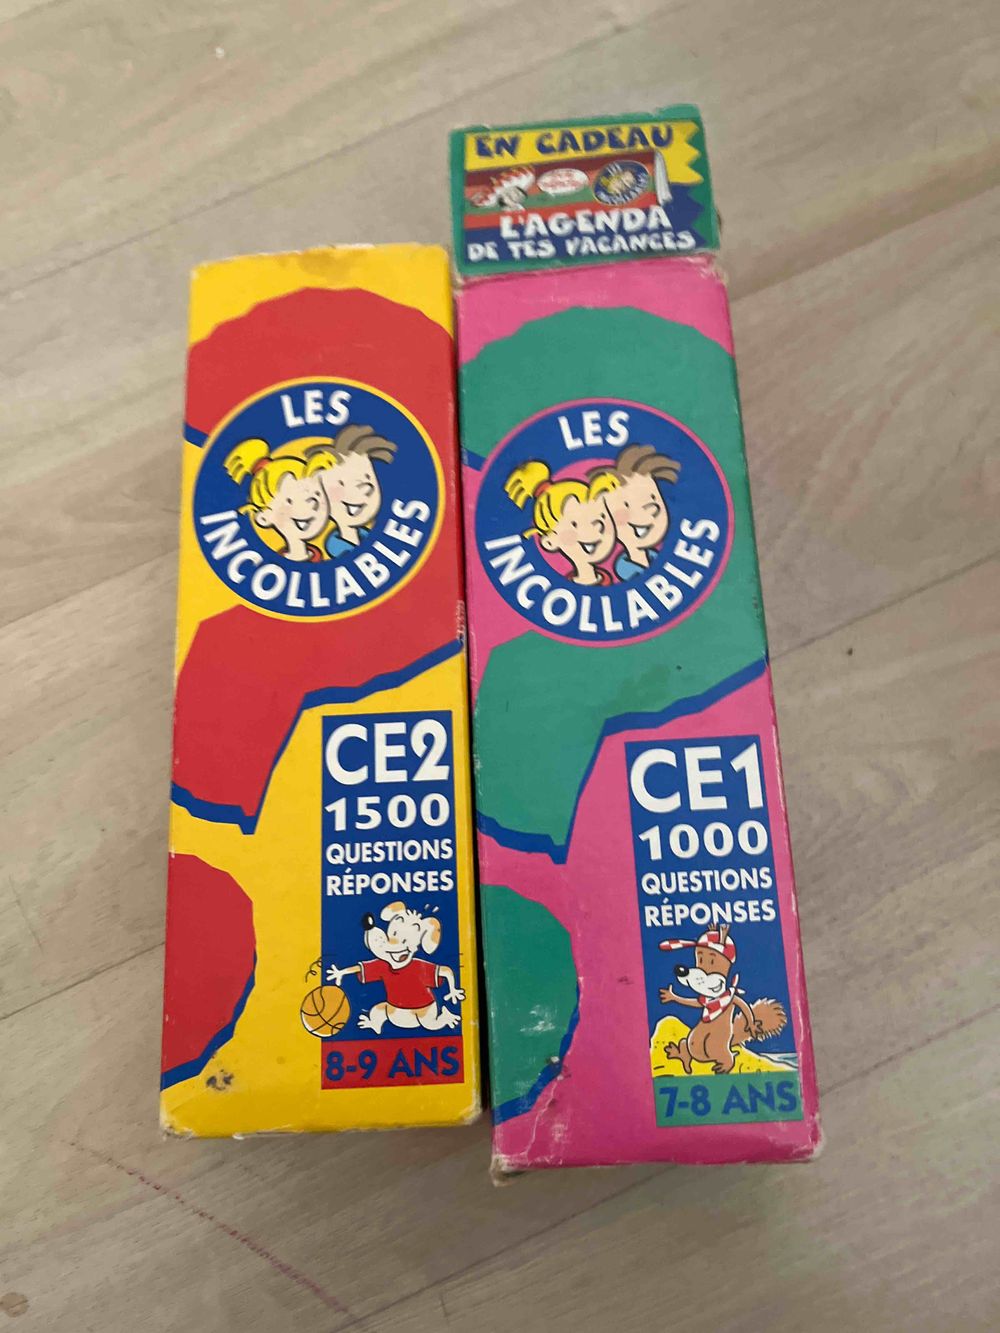 EN CADEAU
L'AGENDA
DE TES VACANCES
LES
INCOLLABLES
CE2
1500
QUESTIONS
RÉPONSES
8-9 ANS
LES
INCOLLABLES
CE1
1000
QUESTIONS
RÉPONSES
7-8 ANS